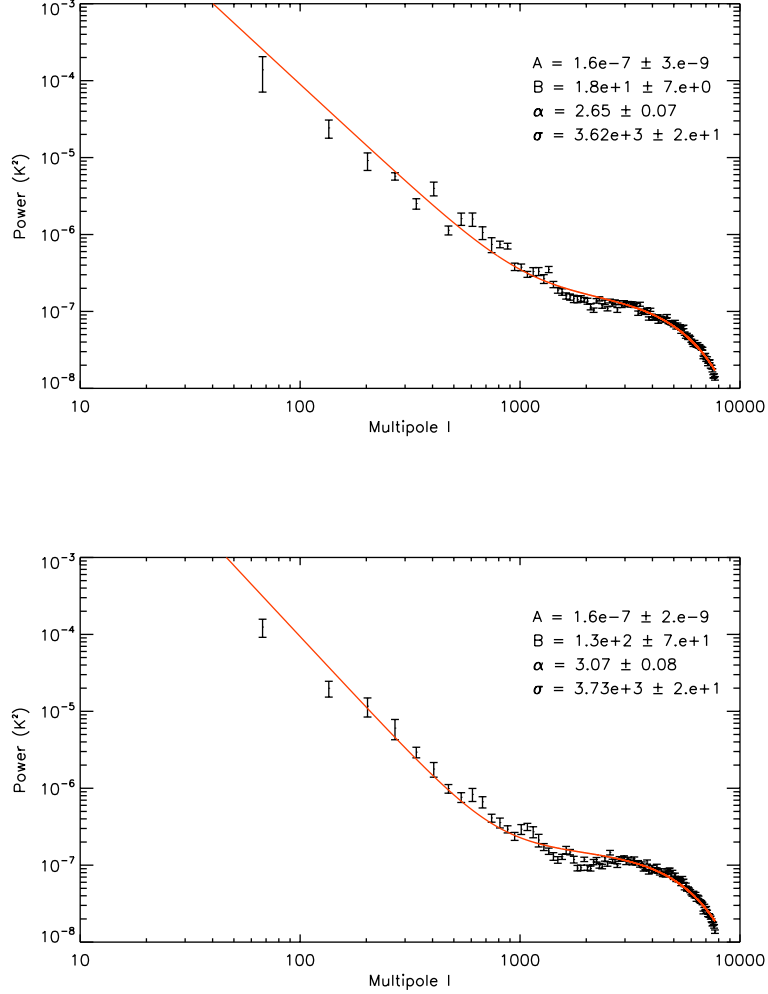 10⁻³
10⁻⁴
10⁻⁵
10⁻⁶
10⁻⁷
10⁻⁸
Power (K²)
A = 1.6e-7 ± 3.e-9
B = 1.8e+1 ± 7.e+0
α = 2.65 ± 0.07
σ = 3.62e+3 ± 2.e+1
10 100 1000 10000
Multipole l
10⁻³
10⁻⁴
10⁻⁵
10⁻⁶
10⁻⁷
10⁻⁸
Power (K²)
A = 1.6e-7 ± 2.e-9
B = 1.3e+2 ± 7.e+1
α = 3.07 ± 0.08
σ = 3.73e+3 ± 2.e+1
10 100 1000 10000
Multipole l